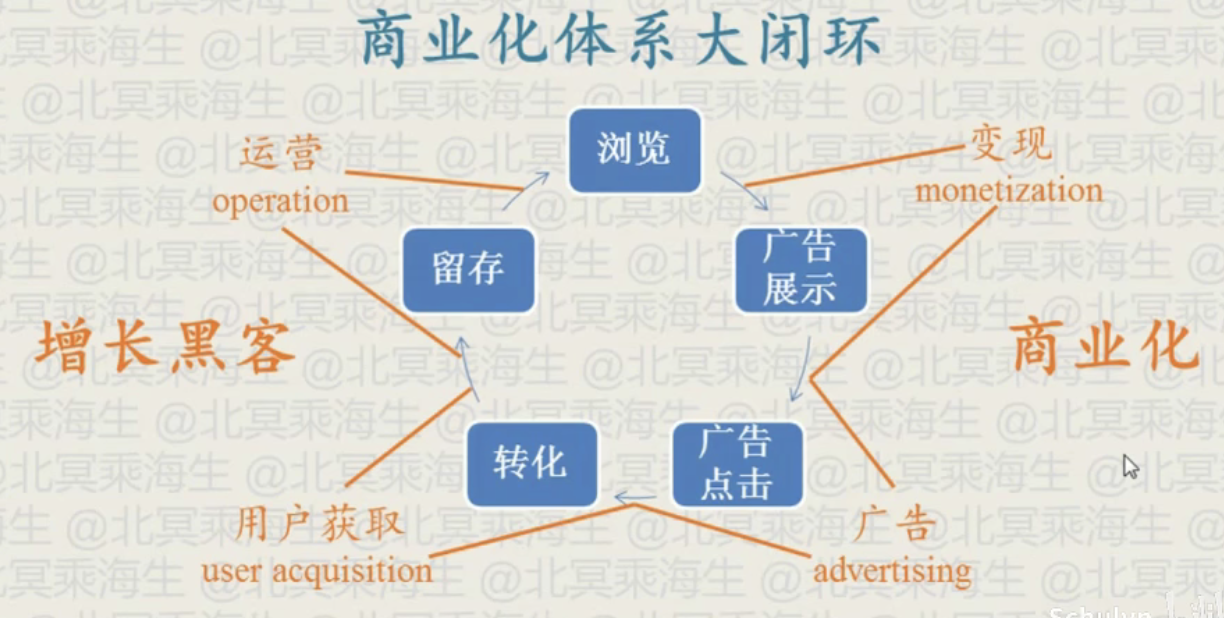 商业化体系大闭环
浏览
运营
operation
变现
monetization
留存
广告
展示
增长黑客
商业化
转化
广告
点击
用户获取
user acquisition
广告
advertising
@北冥乘海生